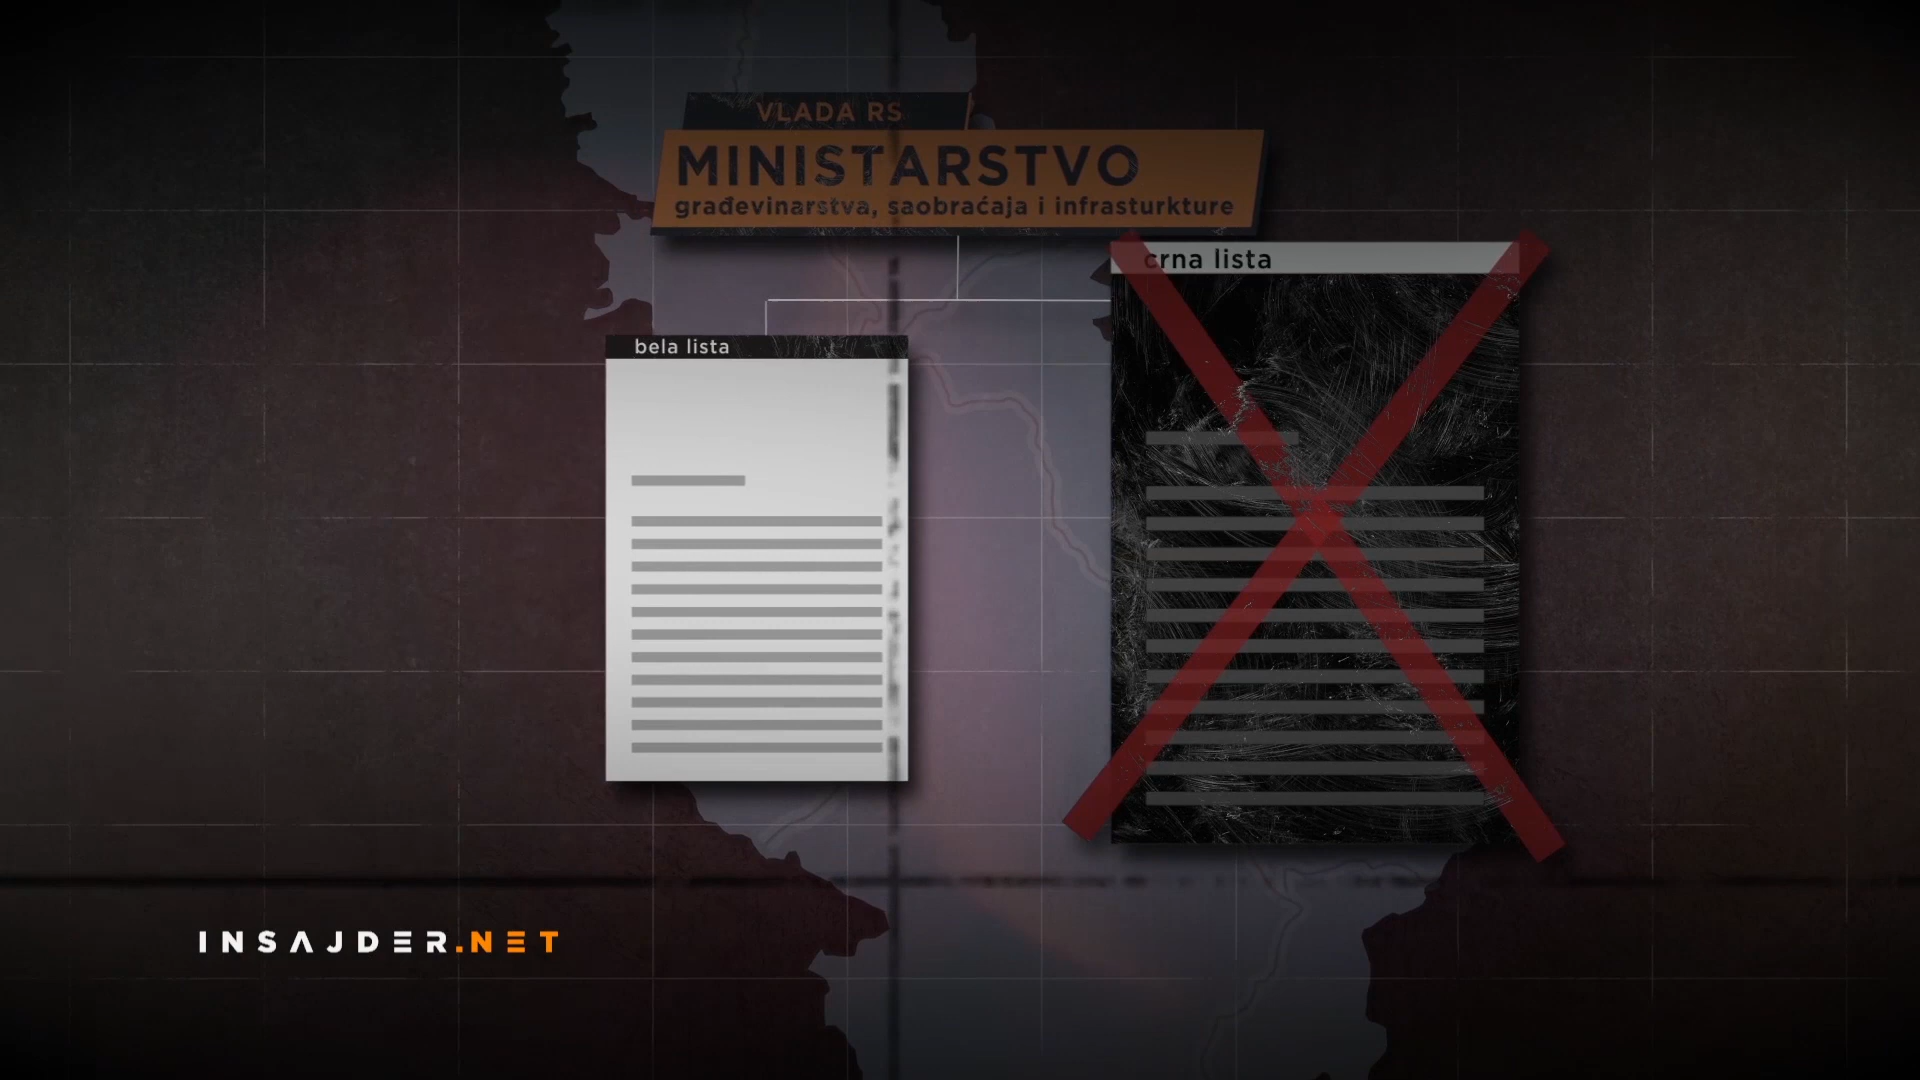 VLADA RS
MINISTARSTVO
građevinarstva, saobraćaja i infrasturkture
crna lista
bela lista
INSAJDER.NET